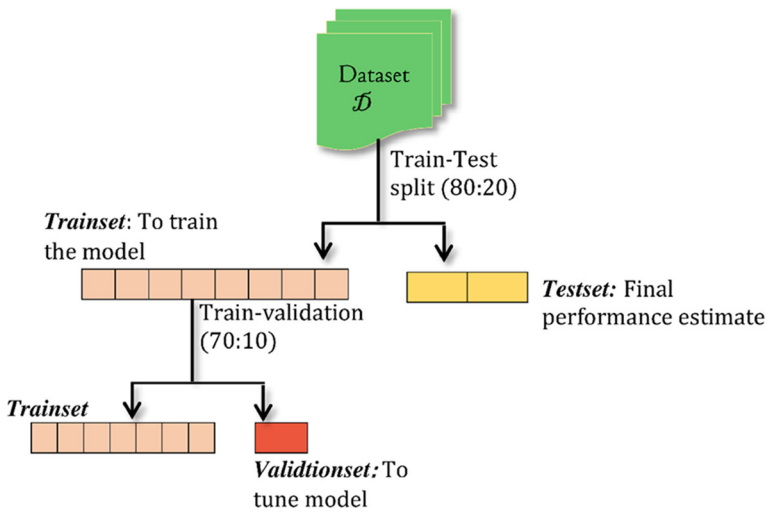 Dataset
𝒟
Train-Test
split (80:20)
Trainset: To train
the model
Testset: Final
performance estimate
Train-validation
(70:10)
Trainset
Validtionset: To
tune model